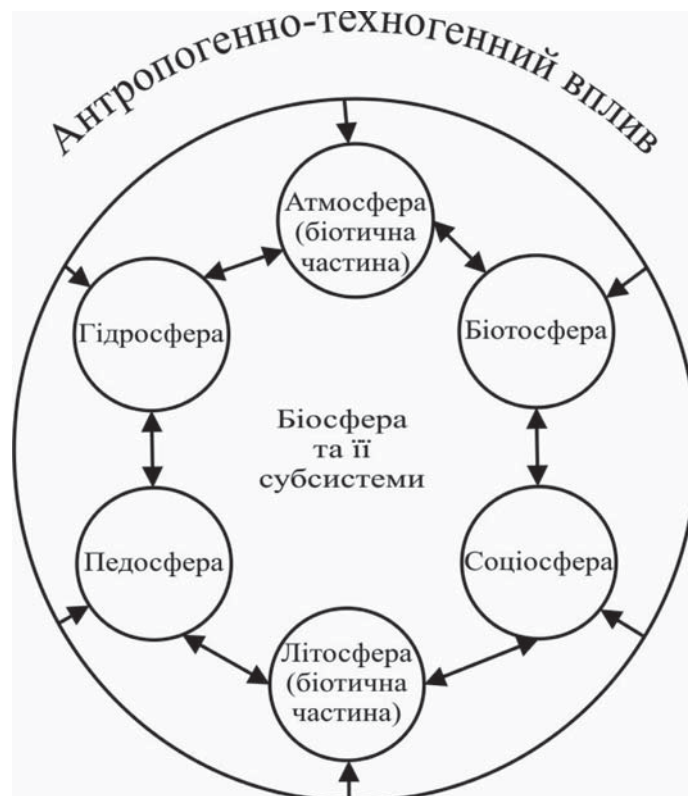 Антропогенно-техногенний вплив
Атмосфера
(біотична
частина)
Гідросфера
Біотосфера
Біосфера
та її
субсистеми
Педосфера
Соціосфера
Літосфера
(біотична
частина)